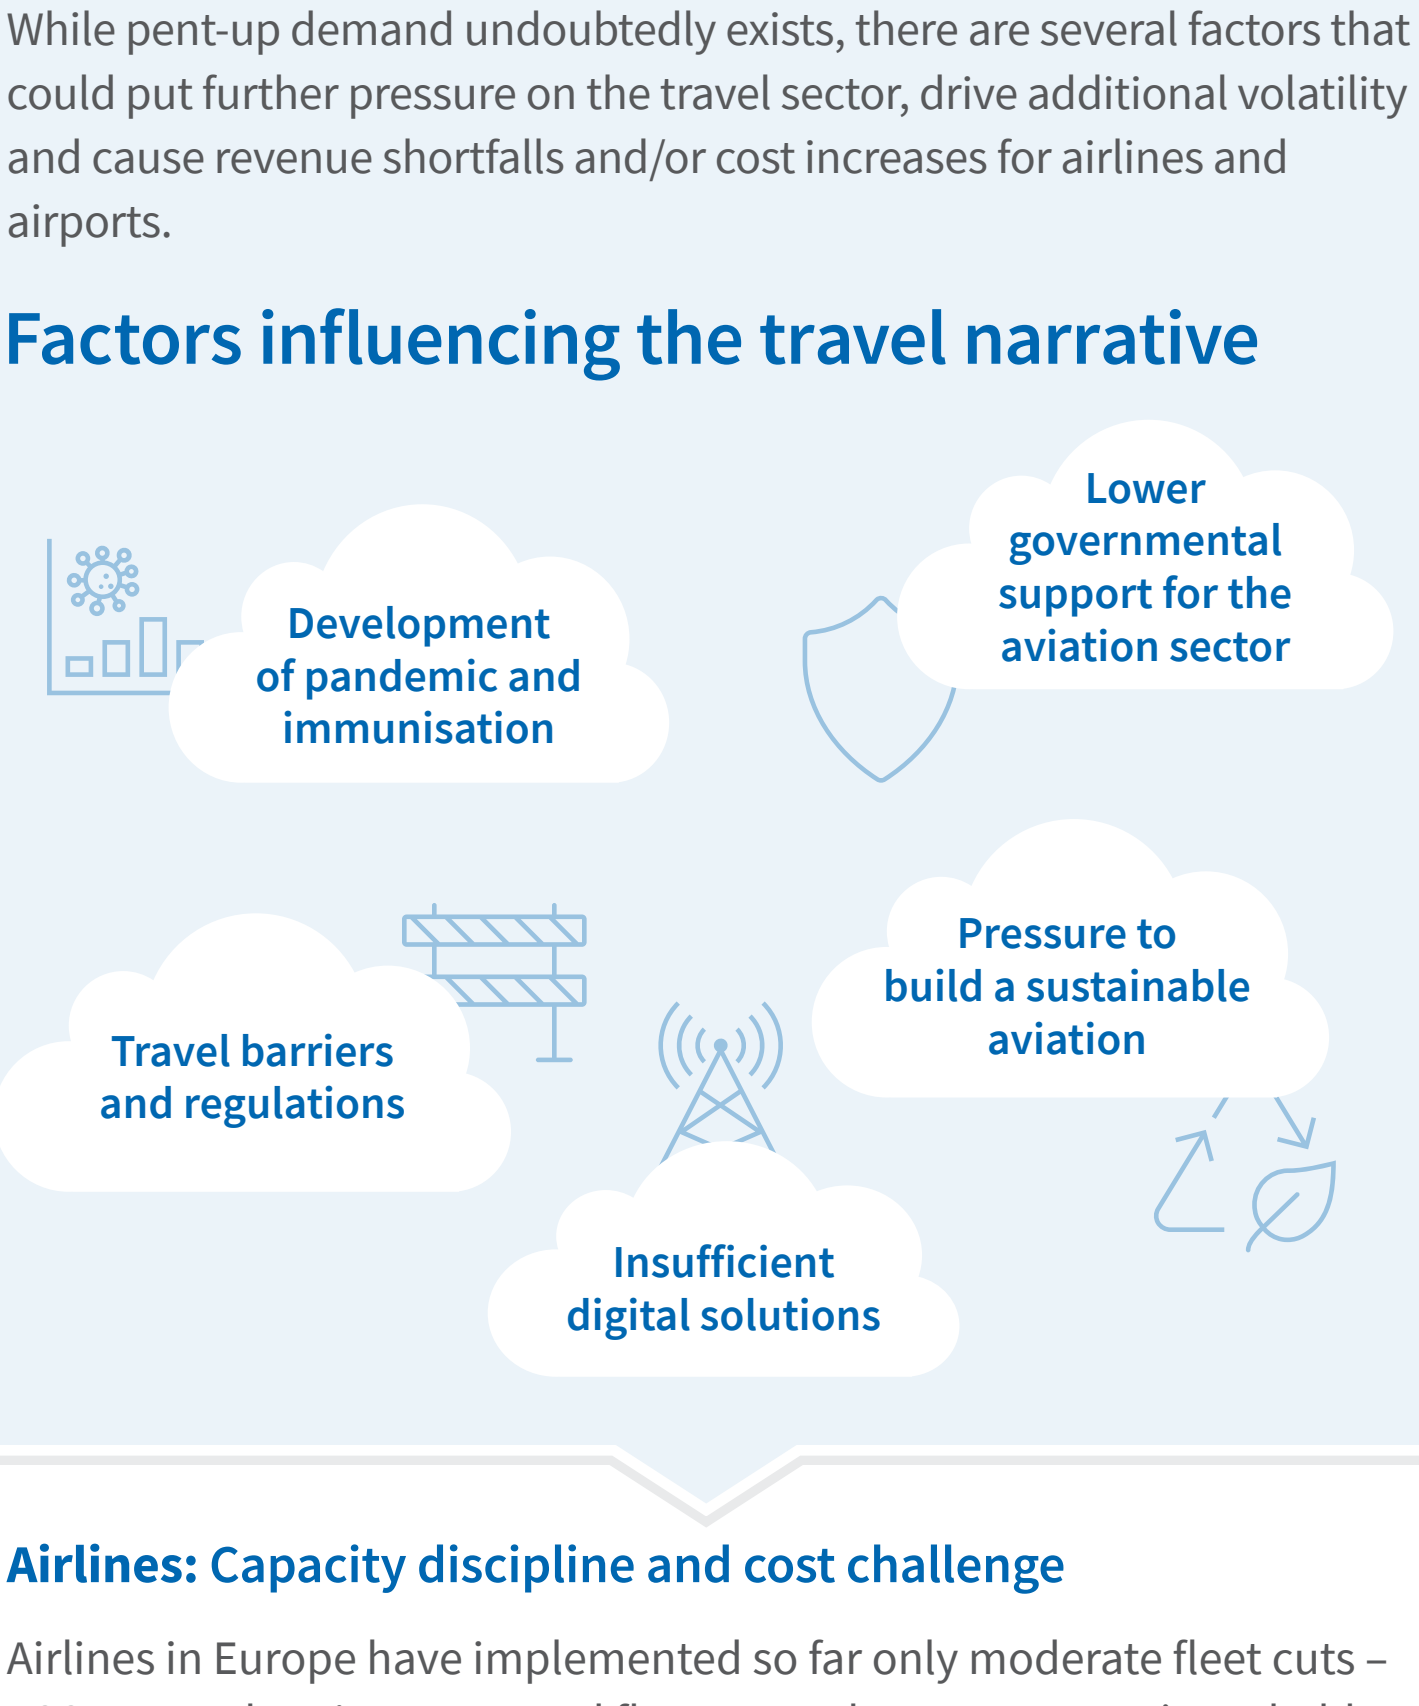 While pent-up demand undoubtedly exists, there are several factors that
could put further pressure on the travel sector, drive additional volatility
and cause revenue shortfalls and/or cost increases for airlines and
airports.
Factors influencing the travel narrative
Lower
governmental
support for the
aviation sector
Development
of pandemic and
immunisation
Pressure to
build a sustainable
aviation
Travel barriers
and regulations
Insufficient
digital solutions
Airlines: Capacity discipline and cost challenge
Airlines in Europe have implemented so far only moderate fleet cuts –